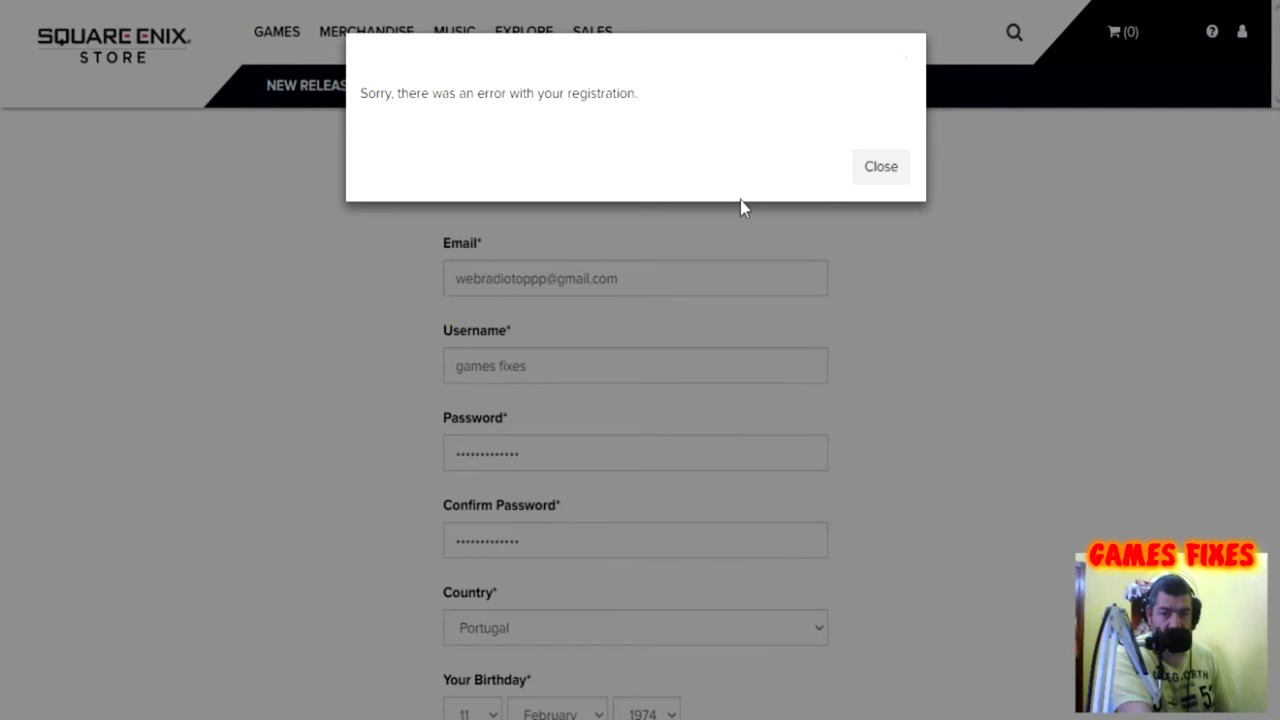 SQUARE ENIX.
STORE
GAMES MERCHANDISE MUSIC EXPLORE SALES
(0)
NEW RELEAS
Sorry, there was an error with your registration.
Close
Email*
webradiotoppp@gmail.com
Username*
games fixes
Password*
•••••••••••••
Confirm Password*
•••••••••••••
Country*
Portugal
Your Birthday*
11 February 1974
GAMES FIXES